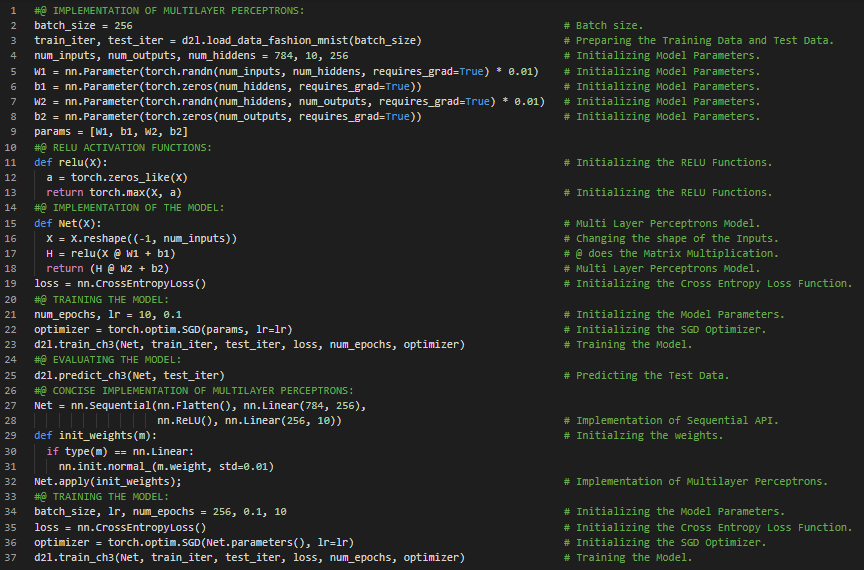 1 #@ IMPLEMENTATION OF MULTILAYER PERCEPTRONS:
2 batch_size = 256 # Batch size.
3 train_iter, test_iter = d2l.load_data_fashion_mnist(batch_size) # Preparing the Training Data and Test Data.
4 num_inputs, num_outputs, num_hiddens = 784, 10, 256 # Initializing Model Parameters.
5 W1 = nn.Parameter(torch.randn(num_inputs, num_hiddens, requires_grad=True) * 0.01) # Initializing Model Parameters.
6 b1 = nn.Parameter(torch.zeros(num_hiddens, requires_grad=True)) # Initializing Model Parameters.
7 W2 = nn.Parameter(torch.randn(num_hiddens, num_outputs, requires_grad=True) * 0.01) # Initializing Model Parameters.
8 b2 = nn.Parameter(torch.zeros(num_outputs, requires_grad=True)) # Initializing Model Parameters.
9 params = [W1, b1, W2, b2]
10 #@ RELU ACTIVATION FUNCTIONS:
11 def relu(X): # Initializing the RELU Functions.
12 a = torch.zeros_like(X)
13 return torch.max(X, a) # Initializing the RELU Functions.
14 #@ IMPLEMENTATION OF THE MODEL:
15 def Net(X): # Multi Layer Perceptrons Model.
16 X = X.reshape((-1, num_inputs)) # Changing the shape of the Inputs.
17 H = relu(X @ W1 + b1) # @ does the Matrix Multiplication.
18 return (H @ W2 + b2) # Multi Layer Perceptrons Model.
19 loss = nn.CrossEntropyLoss() # Initializing the Cross Entropy Loss Function.
20 #@ TRAINING THE MODEL:
21 num_epochs, lr = 10, 0.1 # Initializing the Model Parameters.
22 optimizer = torch.optim.SGD(params, lr=lr) # Initializing the SGD Optimizer.
23 d2l.train_ch3(Net, train_iter, test_iter, loss, num_epochs, optimizer) # Training the Model.
24 #@ EVALUATING THE MODEL:
25 d2l.predict_ch3(Net, test_iter) # Predicting the Test Data.
26 #@ CONCISE IMPLEMENTATION OF MULTILAYER PERCEPTRONS:
27 Net = nn.Sequential(nn.Flatten(), nn.Linear(784, 256),
28 nn.ReLU(), nn.Linear(256, 10)) # Implementation of Sequential API.
29 def init_weights(m): # Initialzing the weights.
30 if type(m) == nn.Linear:
31 nn.init.normal_(m.weight, std=0.01)
32 Net.apply(init_weights); # Implementation of Multilayer Perceptrons.
33 #@ TRAINING THE MODEL:
34 batch_size, lr, num_epochs = 256, 0.1, 10 # Initializing the Model Parameters.
35 loss = nn.CrossEntropyLoss() # Initializing the Cross Entropy Loss Function.
36 optimizer = torch.optim.SGD(Net.parameters(), lr=lr) # Initializing the SGD Optimizer.
37 d2l.train_ch3(Net, train_iter, test_iter, loss, num_epochs, optimizer) # Training the Model.